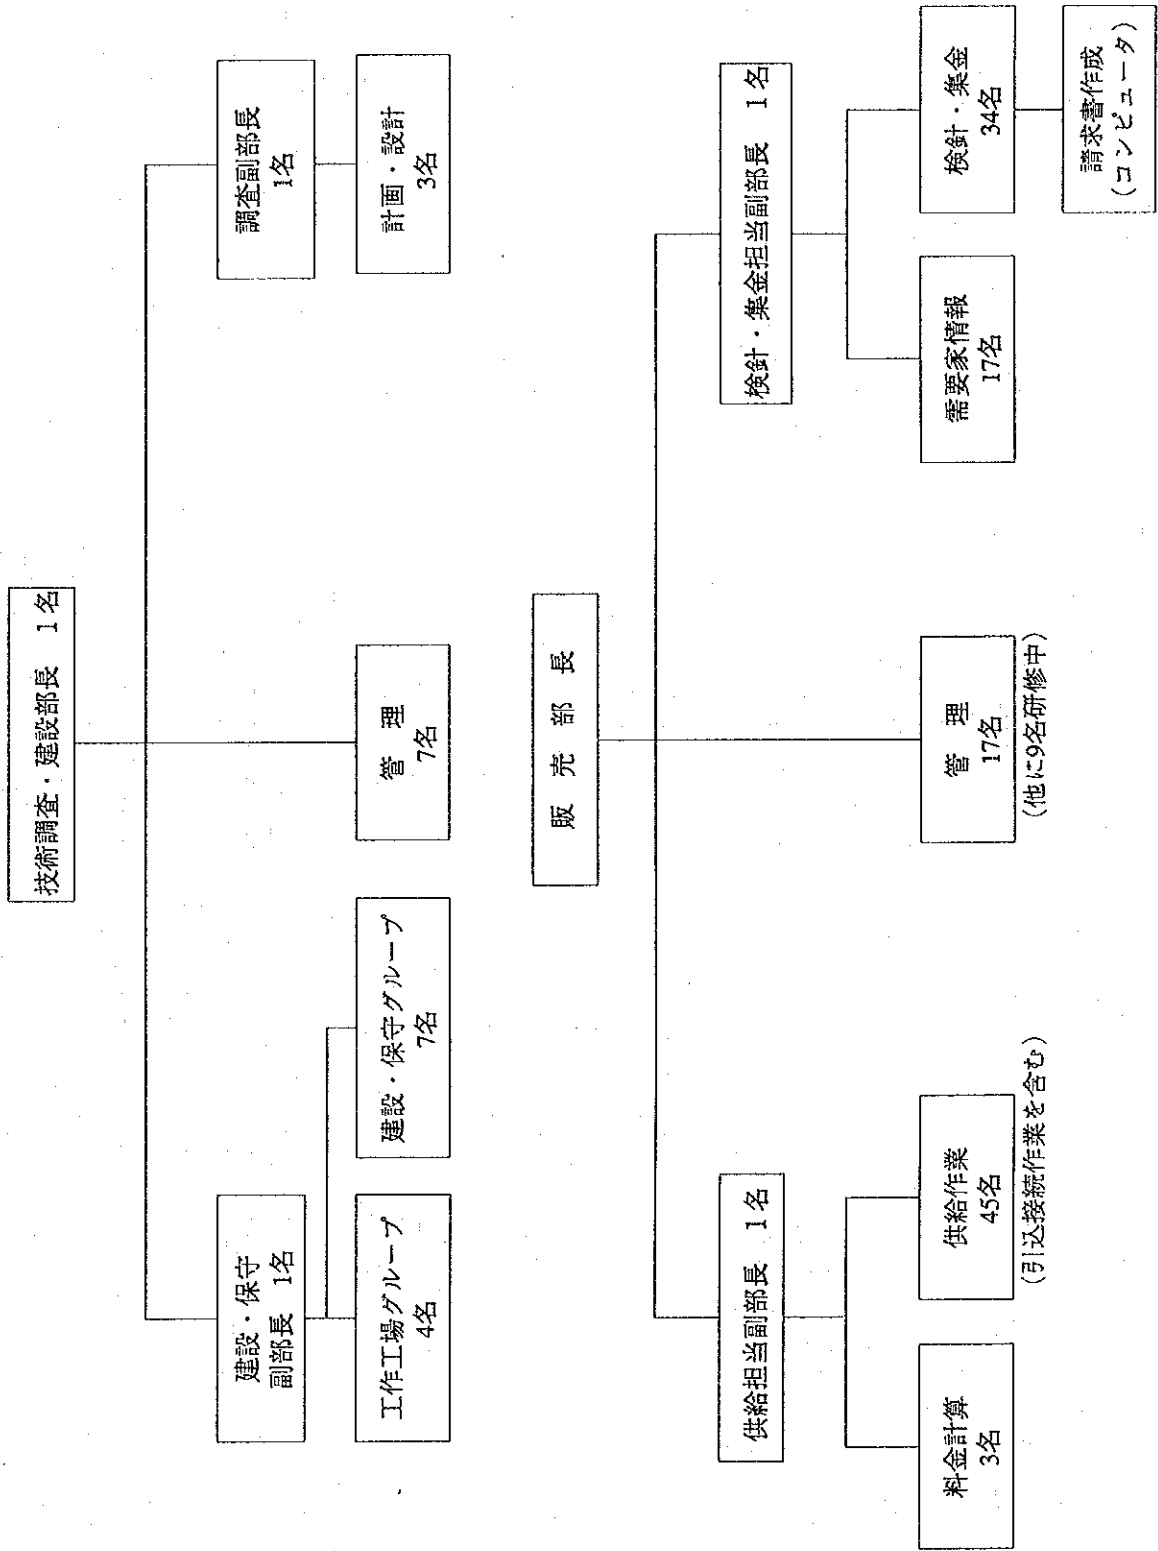 技術調査・建設部長 1名
建設・保守
副部長 1名
調査副部長
1名
工作工場グループ
4名
建設・保守グループ
7名
管 理
7名
計画・設計
3名
販 売 部 長
供給担当副部長 1名
検針・集金担当副部長 1名
料金計算
3名
供給作業
45名
(引込接続作業を含む)
管 理
17名
(他に9名研修中)
需要家情報
17名
検針・集金
34名
請求書作成
(コンピュータ)